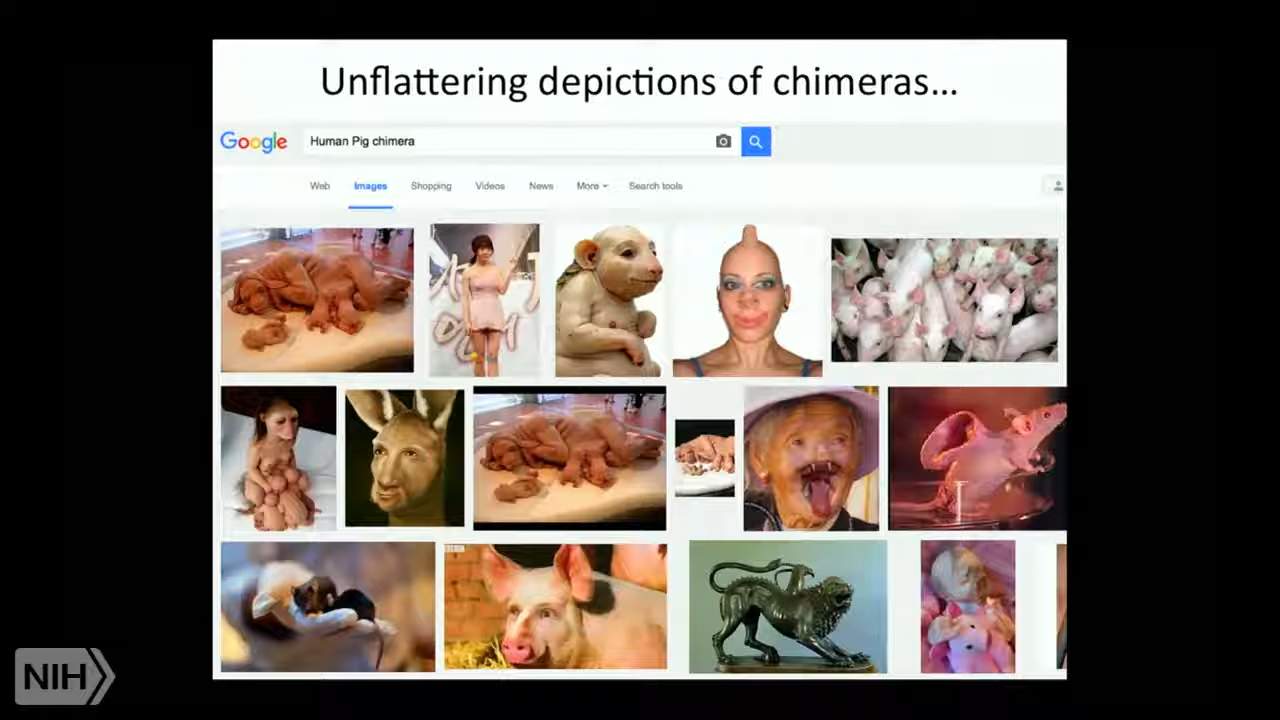 Unflattering depictions of chimeras...
Google
Human Pig chimera
Web Images Shopping Videos News More Search tools
NIH